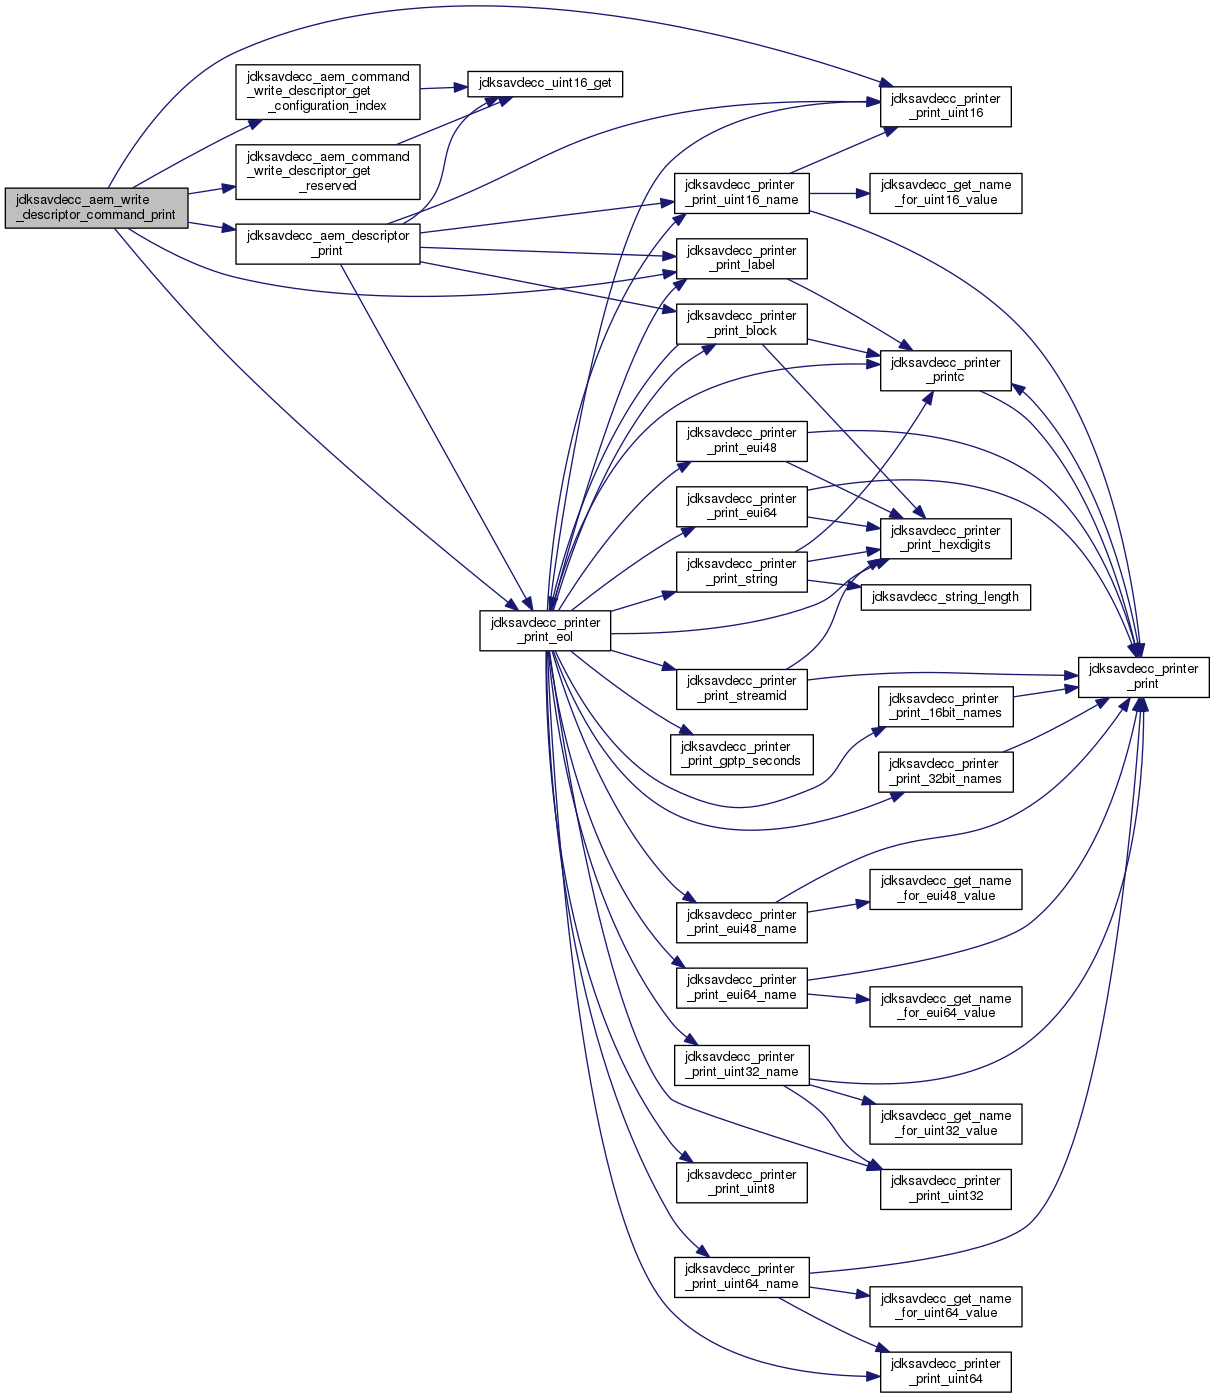 jdksavdecc_aem_write
_descriptor_command_print
jdksavdecc_aem_command
_write_descriptor_get
_configuration_index
jdksavdecc_aem_command
_write_descriptor_get
_reserved
jdksavdecc_aem_descriptor
_print
jdksavdecc_uint16_get
jdksavdecc_printer
_print_eol
jdksavdecc_printer
_print_uint16_name
jdksavdecc_printer
_print_label
jdksavdecc_printer
_print_block
jdksavdecc_printer
_print_eui48
jdksavdecc_printer
_print_eui64
jdksavdecc_printer
_print_string
jdksavdecc_printer
_print_streamid
jdksavdecc_printer
_print_gptp_seconds
jdksavdecc_printer
_print_eui48_name
jdksavdecc_printer
_print_eui64_name
jdksavdecc_printer
_print_uint32_name
jdksavdecc_printer
_print_uint8
jdksavdecc_printer
_print_uint64_name
jdksavdecc_printer
_print_uint16
jdksavdecc_get_name
_for_uint16_value
jdksavdecc_printer
_printc
jdksavdecc_printer
_print_hexdigits
jdksavdecc_string_length
jdksavdecc_printer
_print_16bit_names
jdksavdecc_printer
_print_32bit_names
jdksavdecc_get_name
_for_eui48_value
jdksavdecc_get_name
_for_eui64_value
jdksavdecc_get_name
_for_uint32_value
jdksavdecc_printer
_print_uint32
jdksavdecc_get_name
_for_uint64_value
jdksavdecc_printer
_print_uint64
jdksavdecc_printer
_print